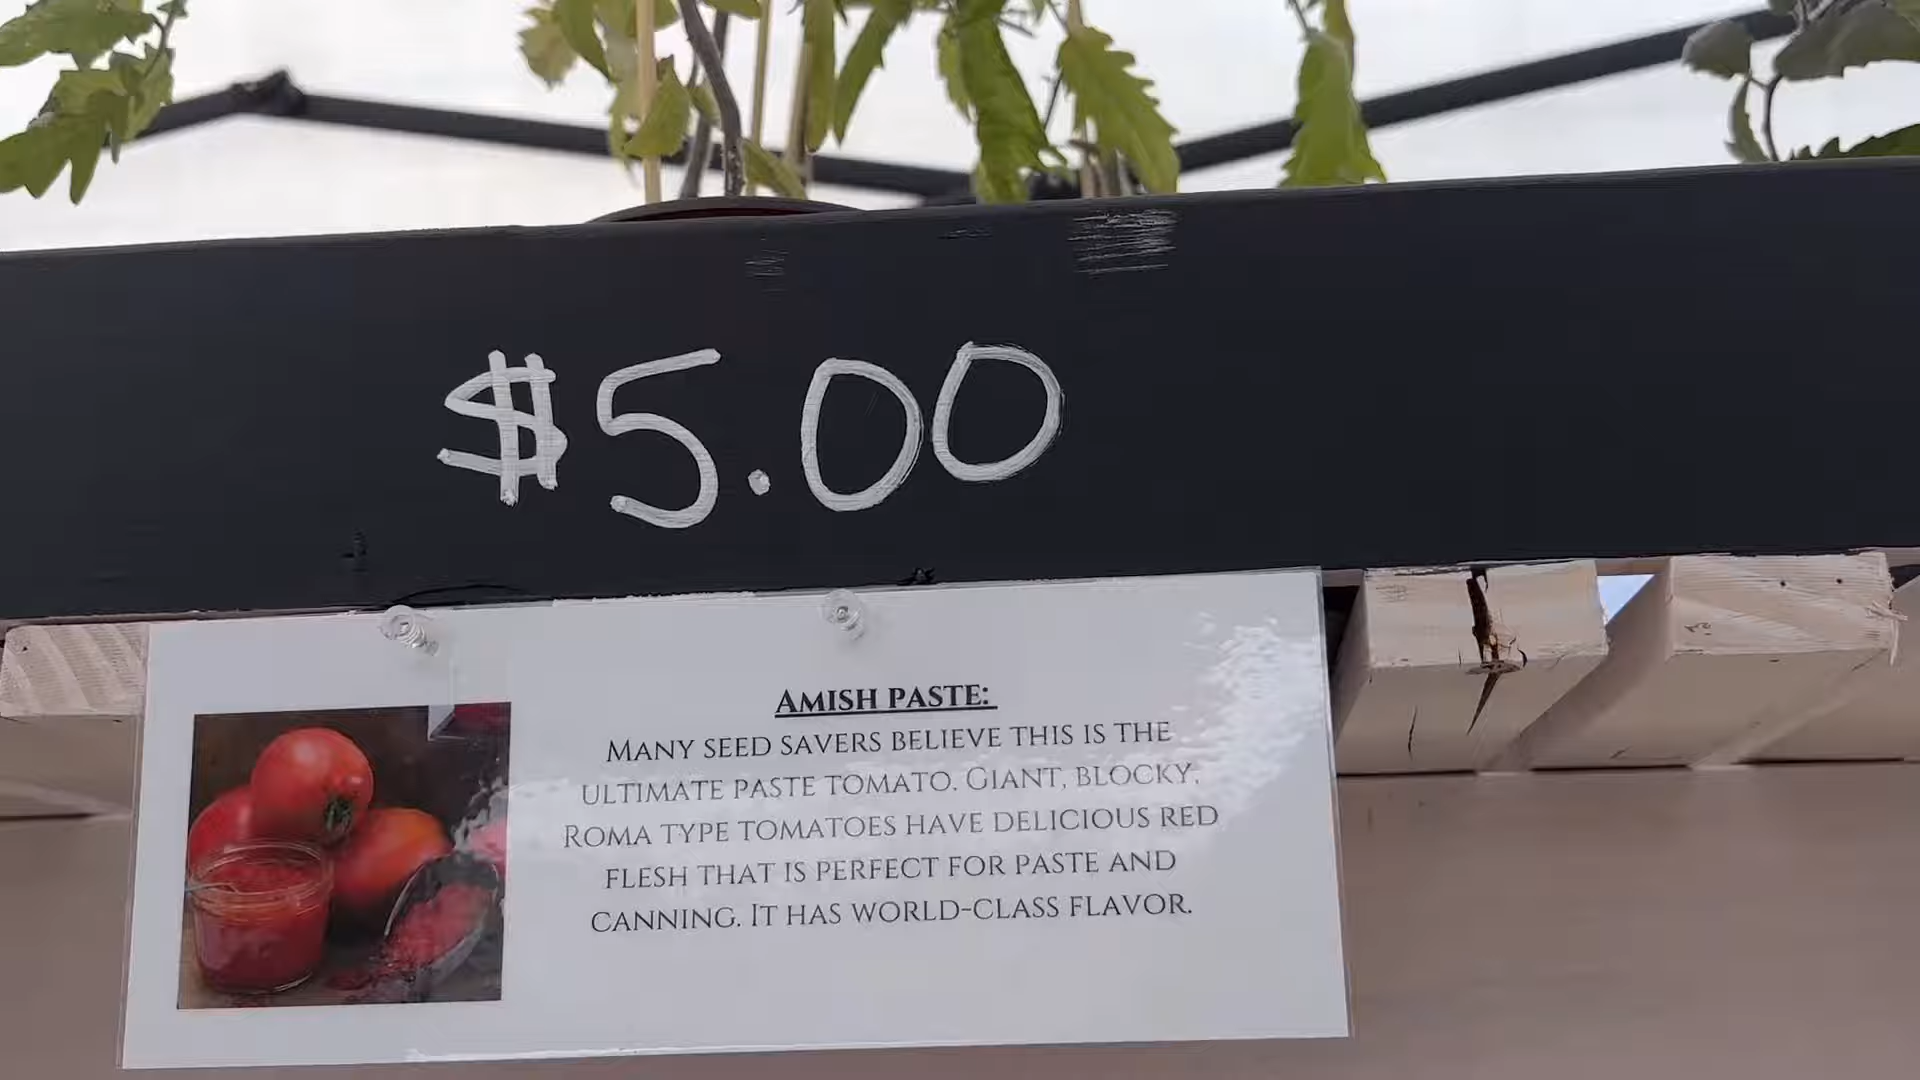 $5.00
AMISH PASTE:
MANY SEED SAVERS BELIEVE THIS IS THE
ULTIMATE PASTE TOMATO. GIANT, BLOCKY,
ROMA TYPE TOMATOES HAVE DELICIOUS RED
FLESH THAT IS PERFECT FOR PASTE AND
CANNING. IT HAS WORLD-CLASS FLAVOR.